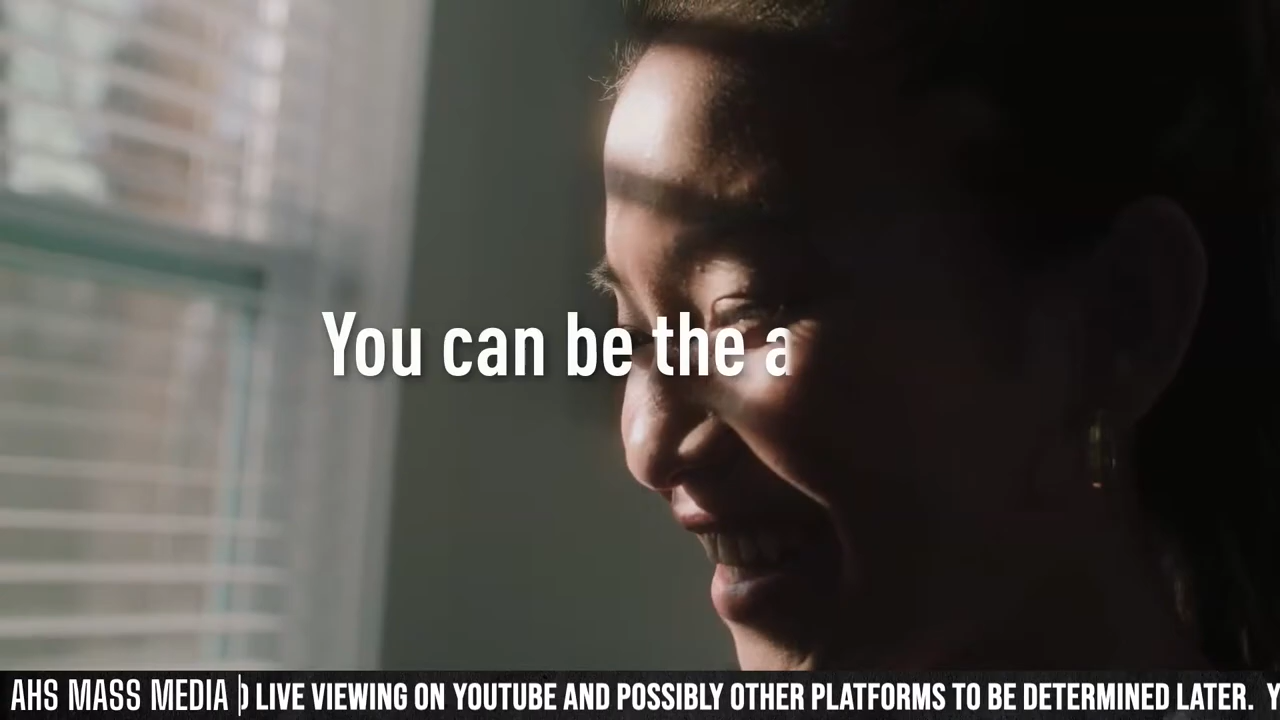 You can be the a
AHS MASS MEDIA | LIVE VIEWING ON YOUTUBE AND POSSIBLY OTHER PLATFORMS TO BE DETERMINED LATER. Y